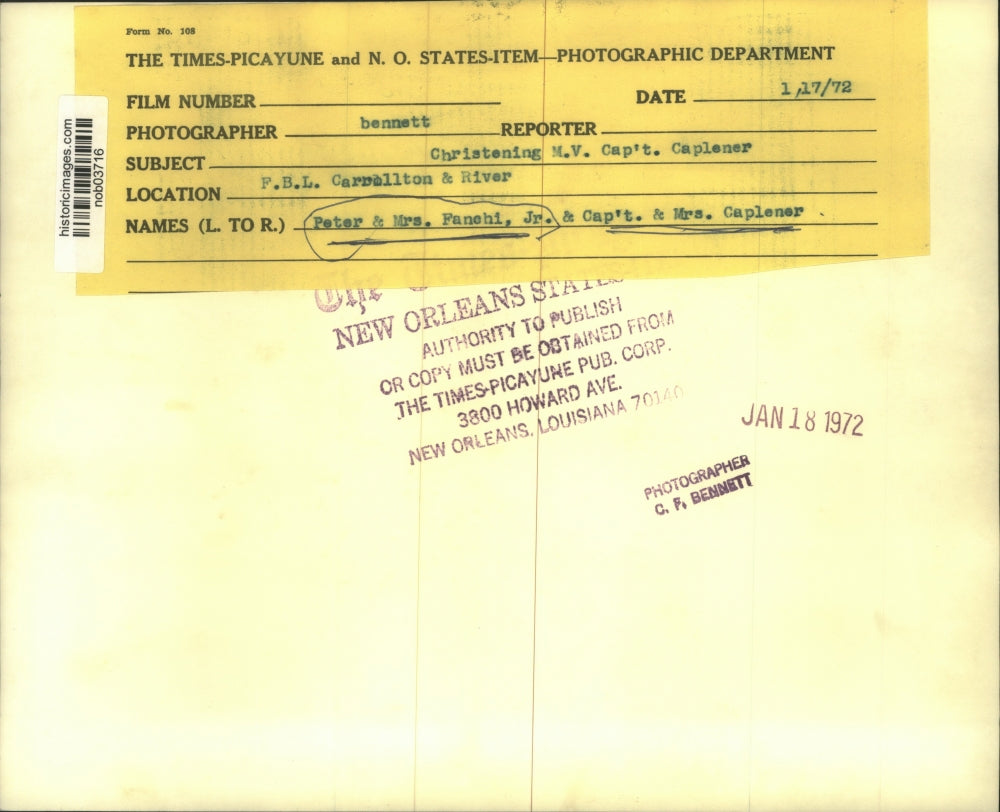 Form No. 108
THE TIMES-PICAYUNE and N. O. STATES-ITEM—PHOTOGRAPHIC DEPARTMENT
FILM NUMBER
DATE 1,17/72
PHOTOGRAPHER bennett REPORTER
SUBJECT Christening M.V. Cap't. Caplener
LOCATION F.B.L. Carrollton & River
NAMES (L. TO R.) Peter & Mrs. Fanchi, Jr. & Cap't. & Mrs. Caplener
historicimages.com
nob03716
The
NEW ORLEANS STATES
AUTHORITY TO PUBLISH
OR COPY MUST BE OBTAINED FROM
THE TIMES-PICAYUNE PUB. CORP.
3800 HOWARD AVE.
NEW ORLEANS, LOUISIANA 70140
JAN 18 1972
PHOTOGRAPHER
C. F. BENNETT